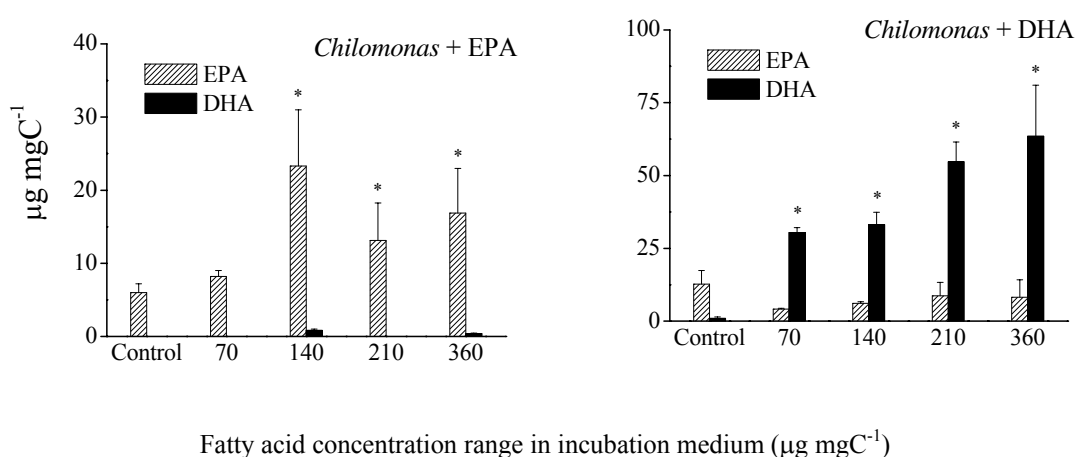 Chilomonas + EPA
EPA
DHA
μg mgC-1
40
30
20
10
0
* * *
Control 70 140 210 360
Chilomonas + DHA
EPA
DHA
100
75
50
25
0
* * * *
Control 70 140 210 360
Fatty acid concentration range in incubation medium (μg mgC-1)